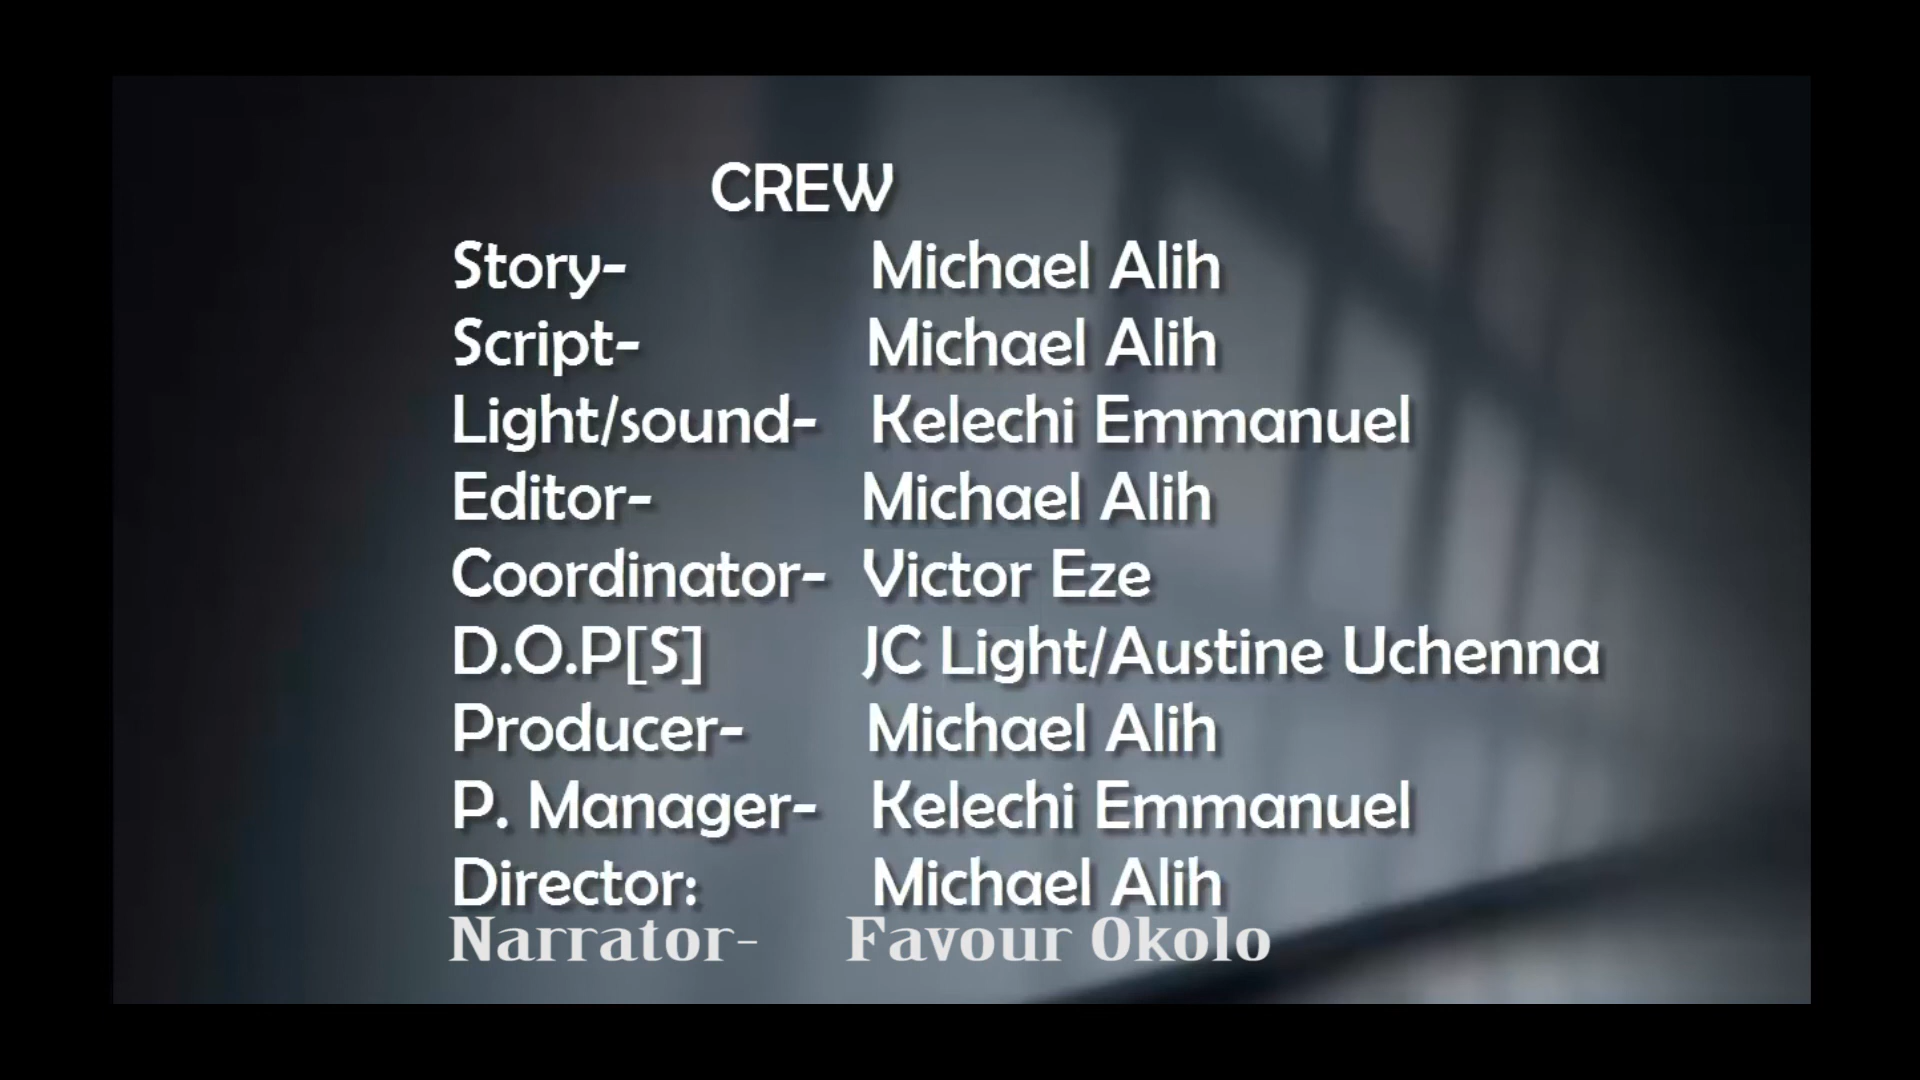 CREW
Story- Michael Alih
Script- Michael Alih
Light/sound- Kelechi Emmanuel
Editor- Michael Alih
Coordinator- Victor Eze
D.O.P[S] JC Light/Austine Uchenna
Producer- Michael Alih
P. Manager- Kelechi Emmanuel
Director: Michael Alih
Narrator- Favour Okolo